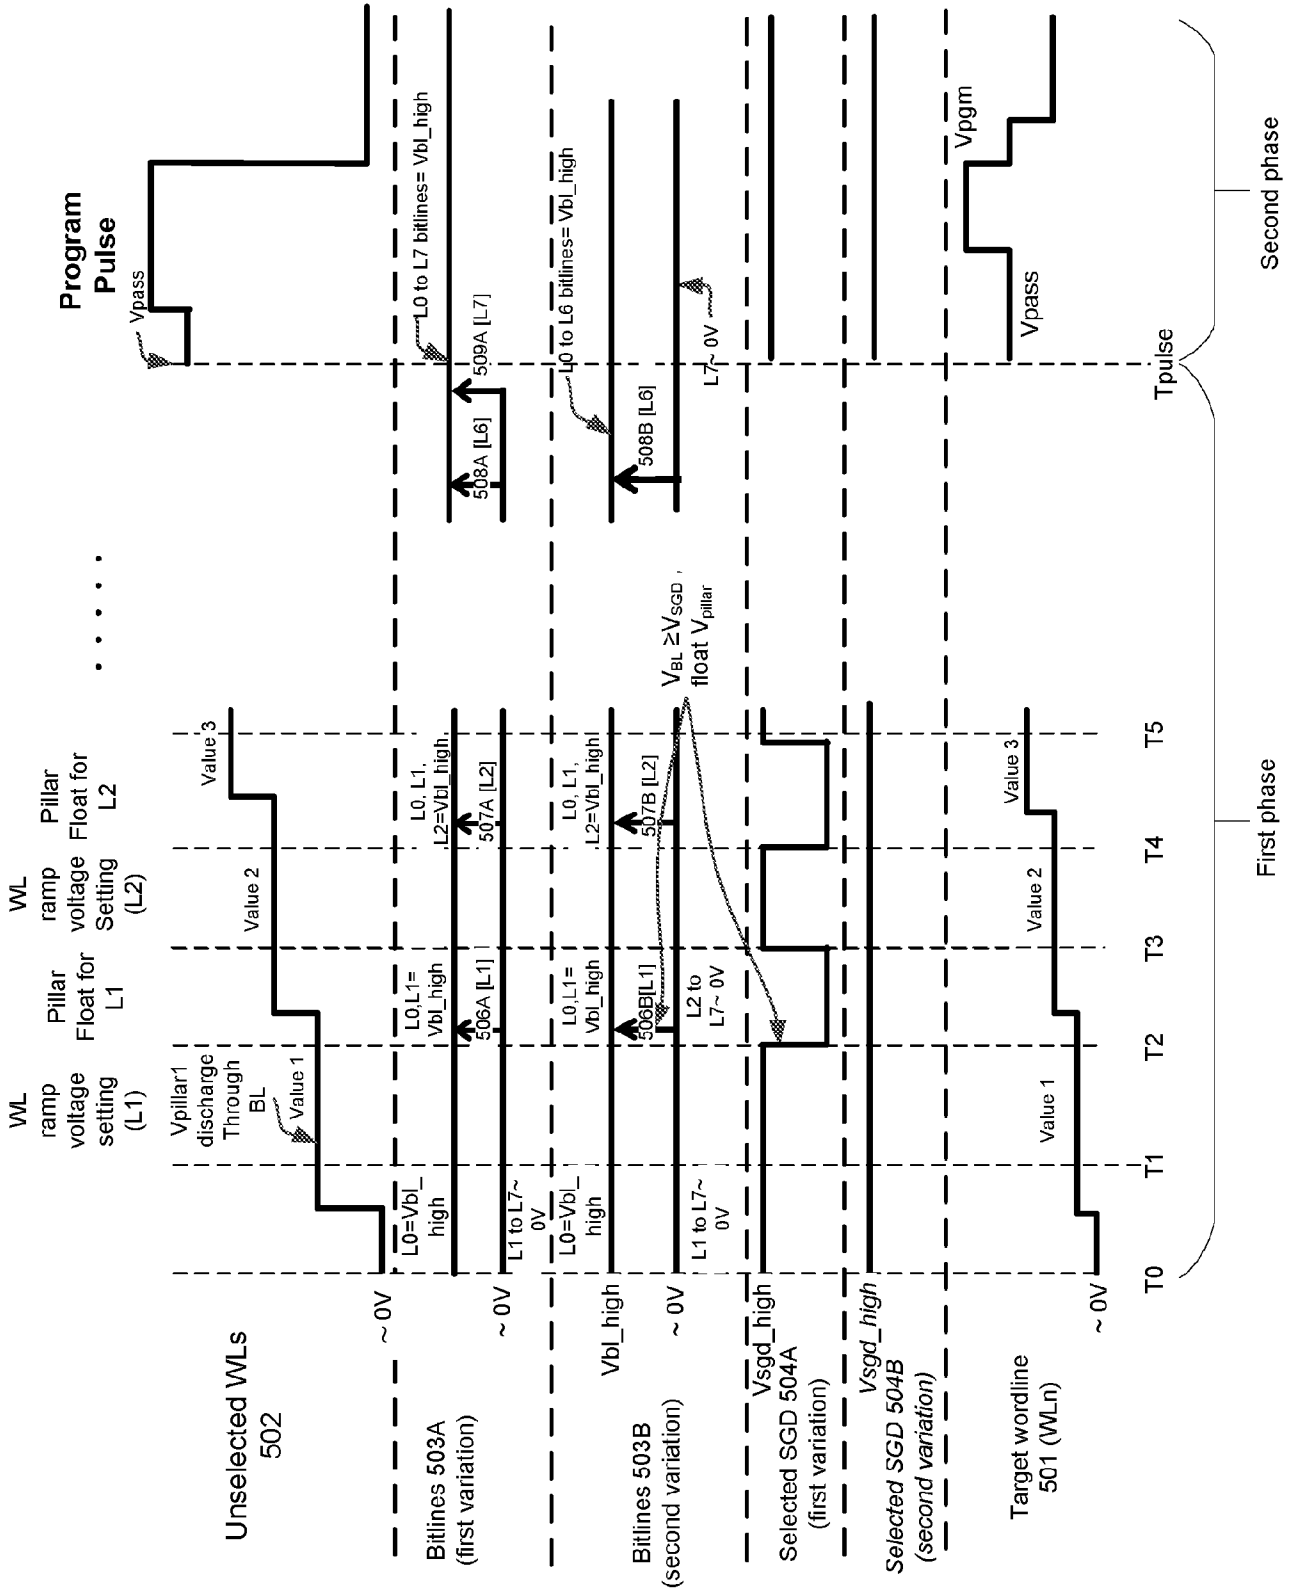 WL
ramp
voltage
setting
(L1)
Pillar
Float for
L1
WL
ramp
voltage
Setting
(L2)
Pillar
Float for
L2
. . . . .
Program
Pulse
Unselected WLs
502
~ 0V
Vpillar1
discharge
Through
BL
Value 1
Value 2
Value 3
Vpass
Bitlines 503A
(first variation)
~ 0V
L0=Vbl_
high
L1 to L7~
0V
L0,L1=
Vbl_high
506A [L1]
L0, L1,
L2=Vbl_high
507A [L2]
508A [L6]
509A [L7]
L0 to L7 bitlines= Vbl_high
Bitlines 503B
(second variation)
Vbl_high
~ 0V
L0=Vbl_
high
L1 to L7~
0V
L0,L1=
Vbl_high
506B[L1]
L2 to
L7~ 0V
L0, L1,
L2=Vbl_high
507B [L2]
VBL ≥VSGD ,
float Vpillar
508B [L6]
L0 to L6 bitlines= Vbl_high
L7~ 0V
Vsgd_high
Selected SGD 504A
(first variation)
Vsgd_high
Selected SGD 504B
(second variation)
Target wordline
501 (WLn)
~ 0V
Value 1
Value 2
Value 3
Vpass
Vpgm
T0
T1
T2
T3
T4
T5
Tpulse
First phase
Second phase